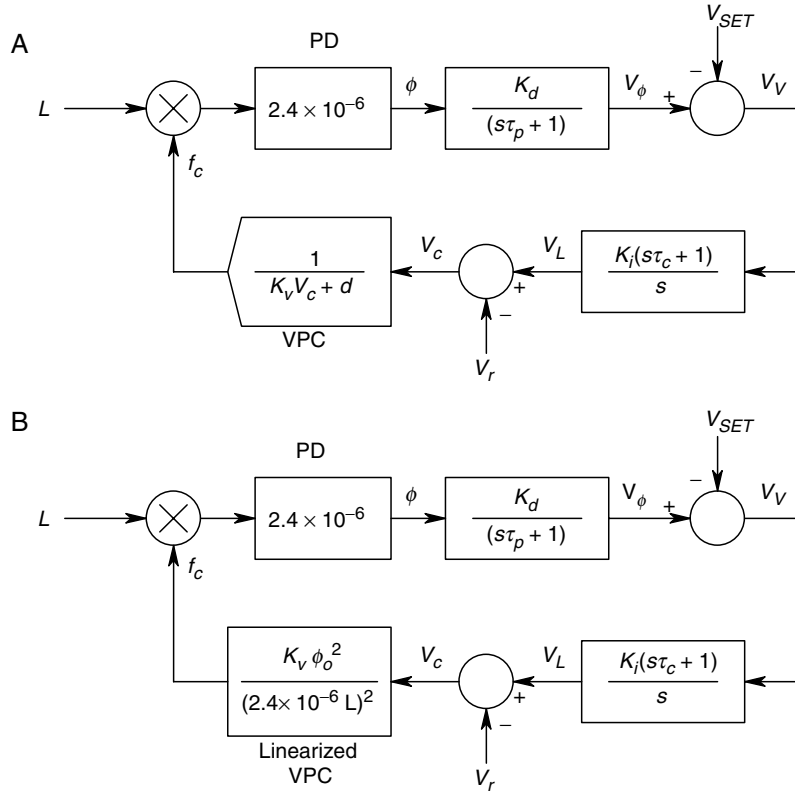 A
PD
V_SET
L
2.4 × 10⁻⁶
ϕ
K_d
(sτ_p + 1)
V_ϕ
+
−
V_V
f_c
1
K_vV_c + d
VPC
V_c
+
−
V_r
V_L
K_i(sτ_c + 1)
s
B
PD
V_SET
L
2.4 × 10⁻⁶
ϕ
K_d
(sτ_p + 1)
V_ϕ
+
−
V_V
f_c
K_v ϕ_o²
(2.4× 10⁻⁶ L)²
Linearized
VPC
V_c
+
−
V_r
V_L
K_i(sτ_c + 1)
s